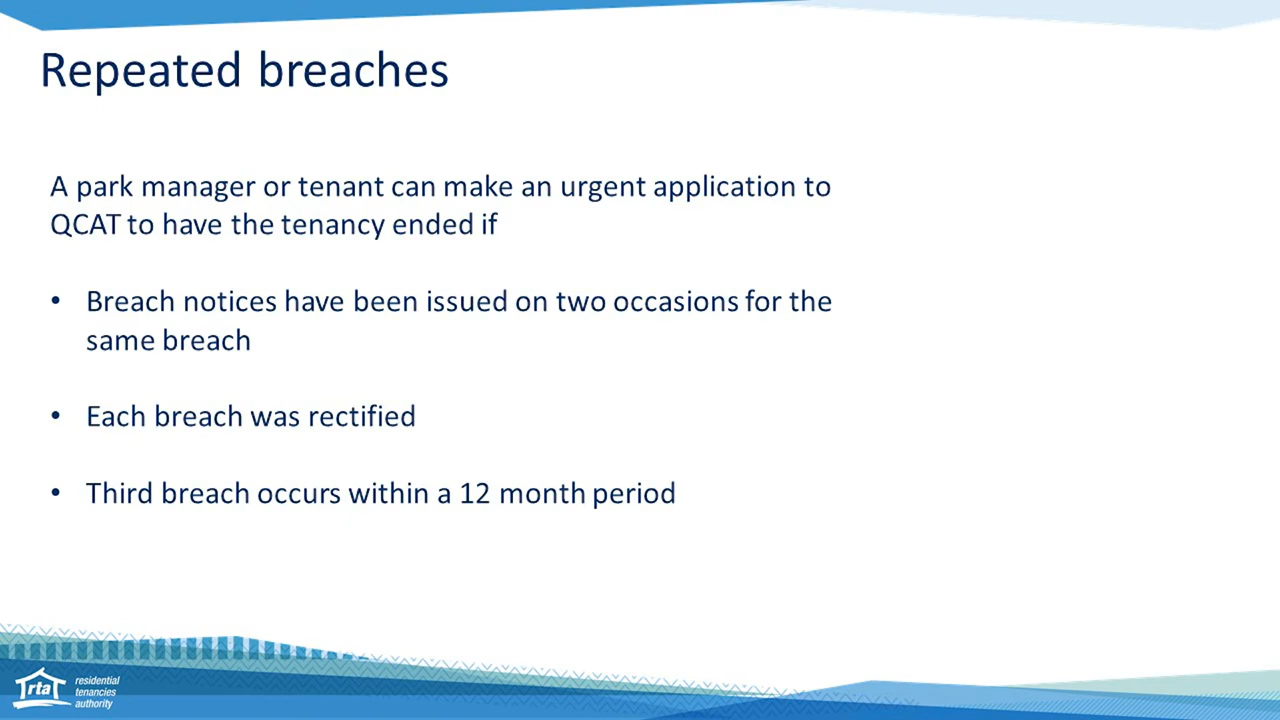 Repeated breaches
A park manager or tenant can make an urgent application to
QCAT to have the tenancy ended if
• Breach notices have been issued on two occasions for the
same breach
• Each breach was rectified
• Third breach occurs within a 12 month period
rta
residential
tenancies
authority